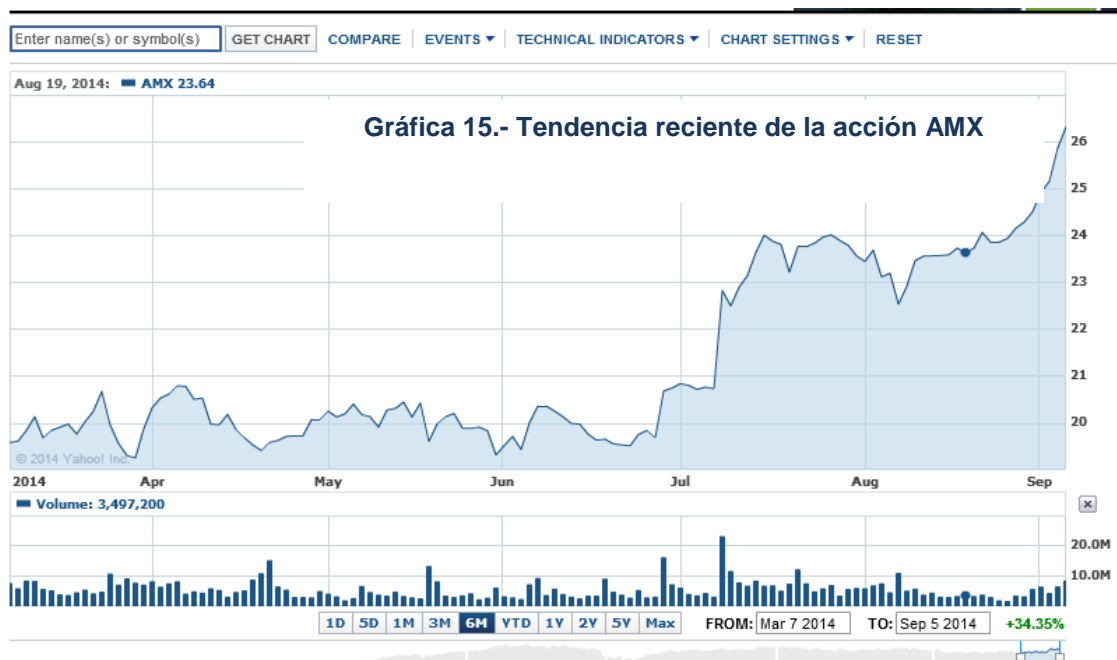 Enter name(s) or symbol(s) GET CHART COMPARE EVENTS TECHNICAL INDICATORS CHART SETTINGS RESET
Aug 19, 2014: AMX 23.64
Gráfica 15.- Tendencia reciente de la acción AMX
26
25
24
23
22
21
20
© 2014 Yahoo! Inc.
2014 Apr May Jun Jul Aug Sep
Volume: 3,497,200
20.0M
10.0M
1D 5D 1M 3M 6M YTD 1Y 2Y 5Y Max FROM: Mar 7 2014 TO: Sep 5 2014 +34.35%